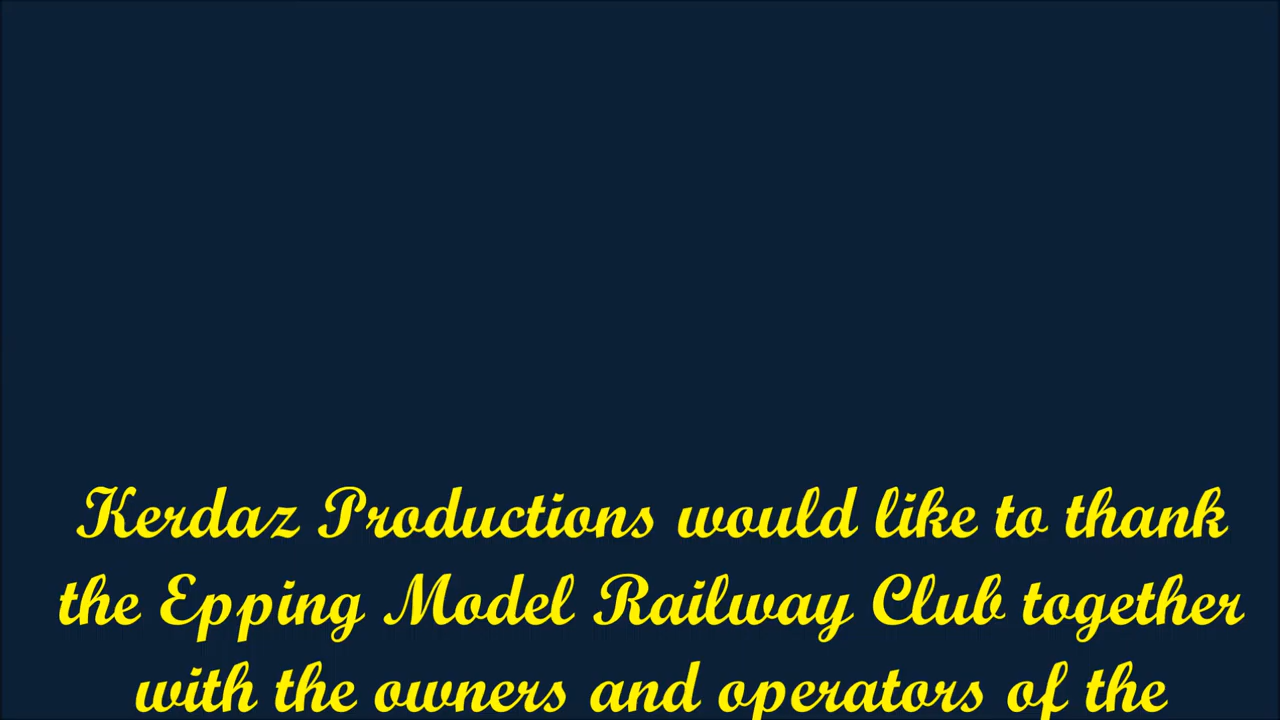 Kerdaz Productions would like to thank
the Epping Model Railway Club together
with the owners and operators of the